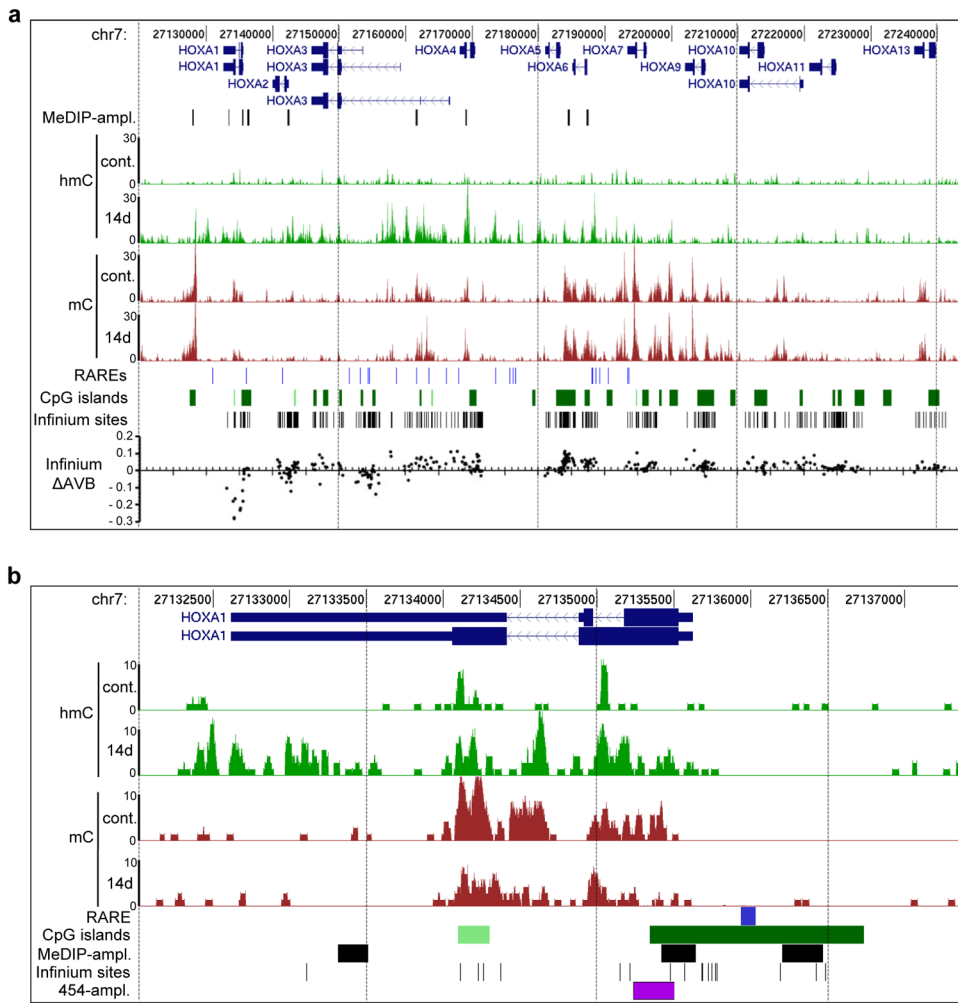 a
chr7: 27130000 27140000 27150000 27160000 27170000 27180000 27190000 27200000 27210000 27220000 27230000 27240000
HOXA1 HOXA3 HOXA4 HOXA5 HOXA7 HOXA10 HOXA13
HOXA1 HOXA3 HOXA6 HOXA9 HOXA11
HOXA2 HOXA10
HOXA3
MeDIP-ampl.
30
cont.
hmC
0
30
14d
0
30
cont.
mC
0
30
14d
0
RAREs
CpG islands
Infinium sites
0.2
0.1
Infinium 0
ΔAVB
- 0.1
- 0.2
- 0.3
b
chr7: 27132500 27133000 27133500 27134000 27134500 27135000 27135500 27136000 27136500 27137000
HOXA1
HOXA1
10
cont.
hmC
0
10
14d
0
10
cont.
mC
0
10
14d
0
RARE
CpG islands
MeDIP-ampl.
Infinium sites
454-ampl.